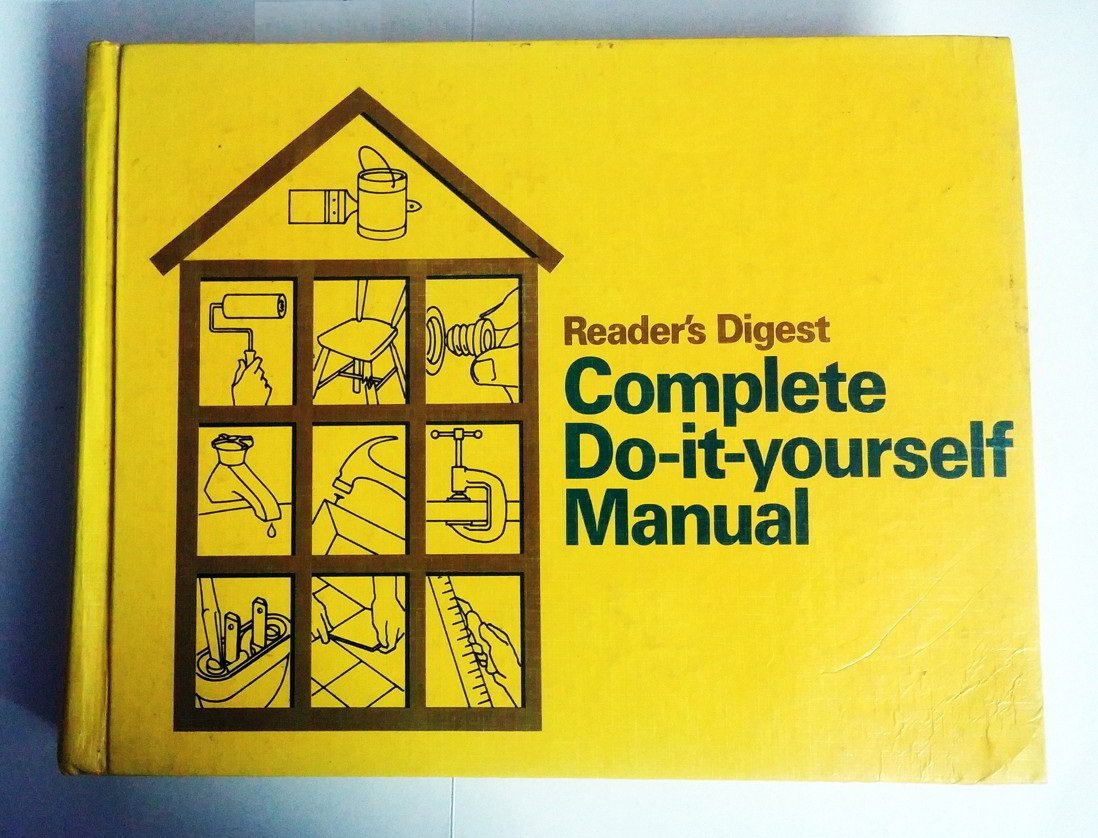 Reader's Digest
Complete
Do-it-yourself
Manual